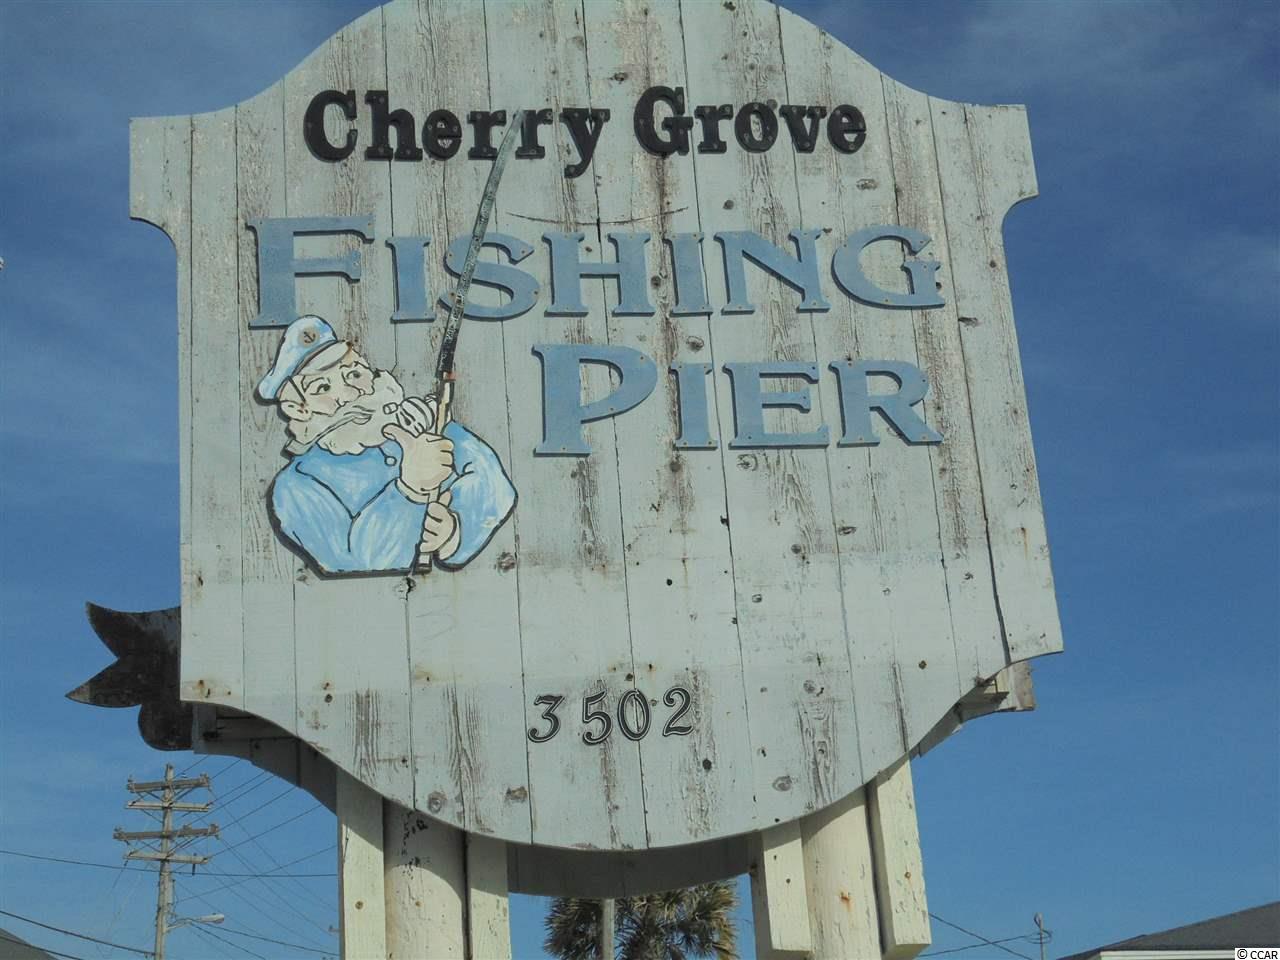 Cherry Grove
FISHING
PIER
3502
© CCAR